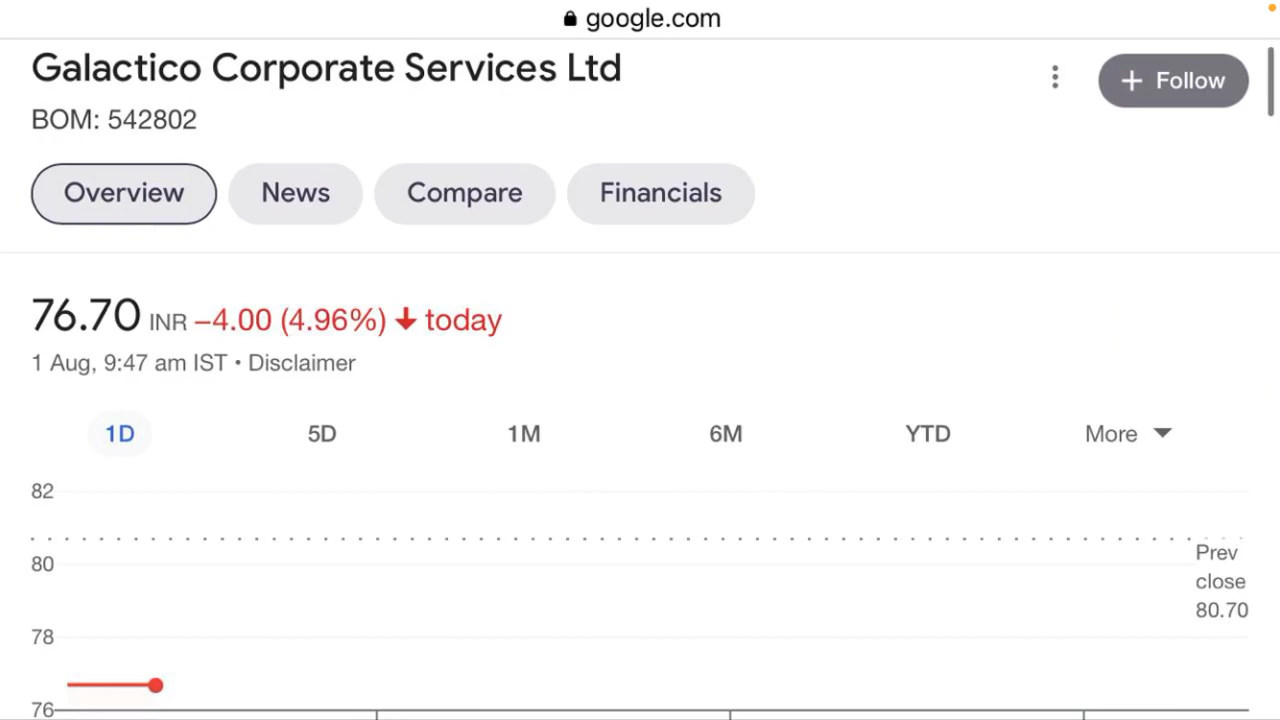 google.com
Galactico Corporate Services Ltd
+ Follow
BOM: 542802
Overview News Compare Financials
76.70 INR −4.00 (4.96%) ↓ today
1 Aug, 9:47 am IST • Disclaimer
1D 5D 1M 6M YTD More
82
80
Prev
close
80.70
78
76